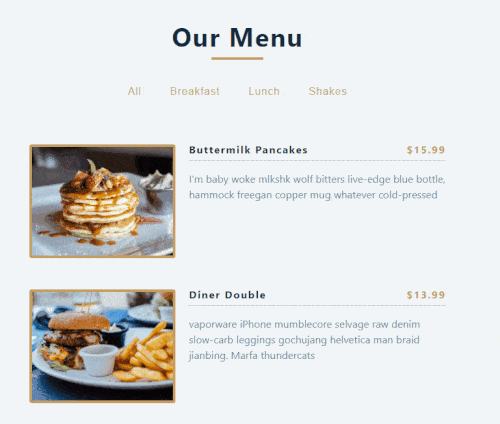 Our Menu
All Breakfast Lunch Shakes
Buttermilk Pancakes $15.99
I'm baby woke mlkshk wolf bitters live-edge blue bottle,
hammock freegan copper mug whatever cold-pressed
Diner Double $13.99
vaporware iPhone mumblecore selvage raw denim
slow-carb leggings gochujang helvetica man braid
jianbing. Marfa thundercats